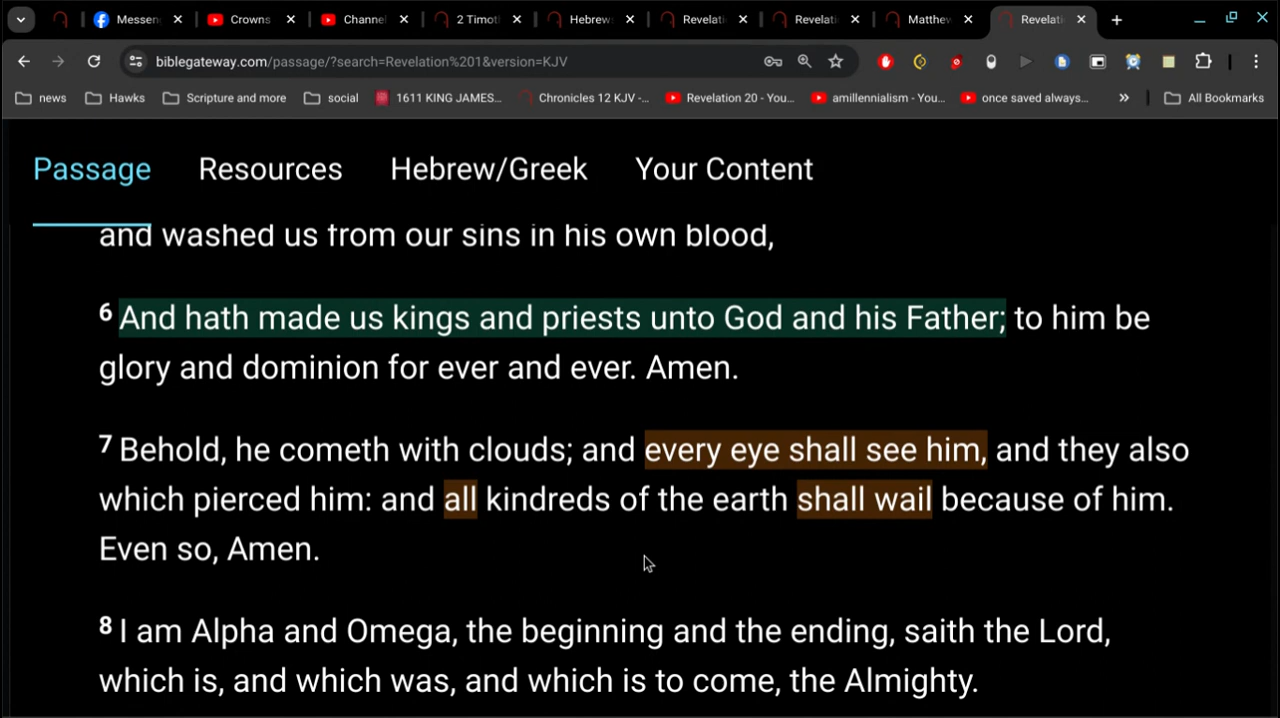 Messen
Crowns
Channel
2 Timoti
Hebrew
Revelati
Revelati
Matthew
Revelati
biblegateway.com/passage/?search=Revelation%201&version=KJV
news
Hawks
Scripture and more
social
1611 KING JAMES...
Chronicles 12 KJV -...
Revelation 20 - You...
amillennialism - You...
once saved always...
»
All Bookmarks
Passage
Resources
Hebrew/Greek
Your Content
and washed us from our sins in his own blood,
6 And hath made us kings and priests unto God and his Father; to him be
glory and dominion for ever and ever. Amen.
7 Behold, he cometh with clouds; and every eye shall see him, and they also
which pierced him: and all kindreds of the earth shall wail because of him.
Even so, Amen.
8 I am Alpha and Omega, the beginning and the ending, saith the Lord,
which is, and which was, and which is to come, the Almighty.